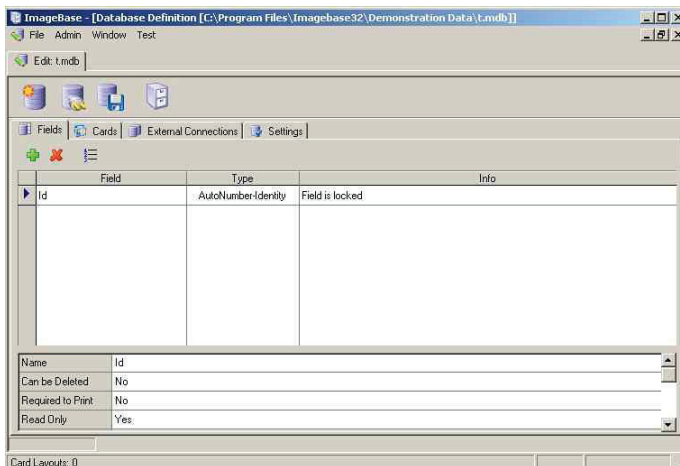 ImageBase - [Database Definition [C:\Program Files\Imagebase32\Demonstration Data\t.mdb]]
File Admin Window Test
Edit: t.mdb
Fields Cards External Connections Settings
Field Type Info
Id AutoNumber-Identity Field is locked
Name Id
Can be Deleted No
Required to Print No
Read Only Yes
Card Layouts: 0